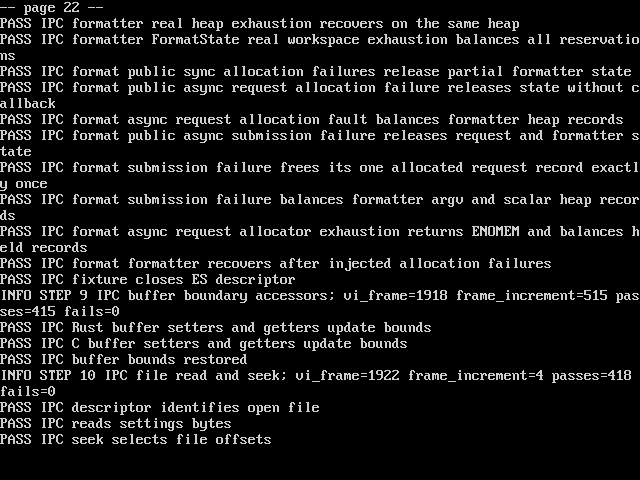 -- page 22 --
PASS IPC formatter real heap exhaustion recovers on the same heap
PASS IPC formatter FormatState real workspace exhaustion balances all reservatio
ns
PASS IPC format public sync allocation failures release partial formatter state
PASS IPC format public async request allocation failure releases state without c
allback
PASS IPC format async request allocation fault balances formatter heap records
PASS IPC format public async submission failure releases request and formatter s
tate
PASS IPC format submission failure frees its one allocated request record exactl
y once
PASS IPC format submission failure balances formatter argv and scalar heap recor
ds
PASS IPC format async request allocator exhaustion returns ENOMEM and balances h
eld records
PASS IPC format formatter recovers after injected allocation failures
PASS IPC fixture closes ES descriptor
INFO STEP 9 IPC buffer boundary accessors; vi_frame=1918 frame_increment=515 pas
ses=415 fails=0
PASS IPC Rust buffer setters and getters update bounds
PASS IPC C buffer setters and getters update bounds
PASS IPC buffer bounds restored
INFO STEP 10 IPC file read and seek; vi_frame=1922 frame_increment=4 passes=418
fails=0
PASS IPC descriptor identifies open file
PASS IPC reads settings bytes
PASS IPC seek selects file offsets